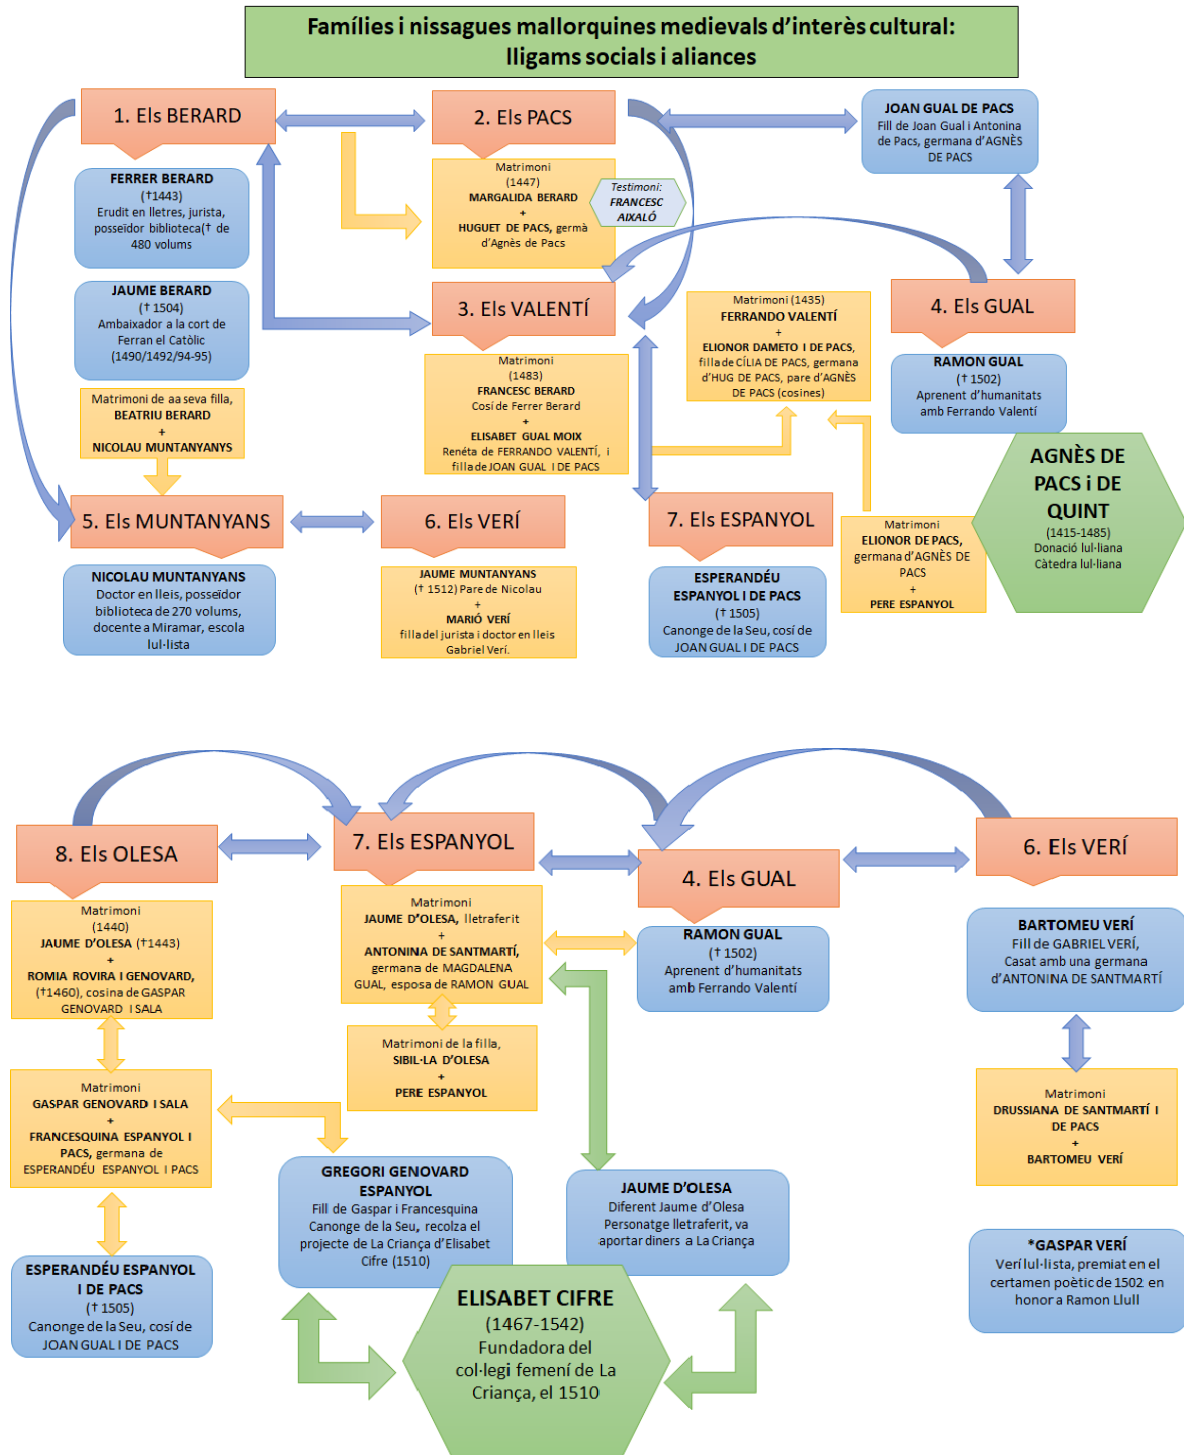 Famílies i nissagues mallorquines medievals d'interès cultural:
lligams socials i aliances
1. Els BERARD
2. Els PACS
JOAN GUAL DE PACS
Fill de Joan Gual i Antonina
de Pacs, germana d'AGNÈS
DE PACS
FERRER BERARD
(†1443)
Erudit en lletres, jurista,
posseïdor biblioteca(† de
480 volums
Matrimoni
(1447)
MARGALIDA BERARD
+
HUGUET DE PACS, germà
d'Agnès de Pacs
Testimoni:
FRANCESC
AIXALÓ
JAUME BERARD
(† 1504)
Ambaixador a la cort de
Ferran el Catòlic
(1490/1492/94-95)
3. Els VALENTÍ
Matrimoni (1435)
FERRANDO VALENTÍ
+
ELIONOR DAMETO I DE PACS,
filla de CÍLIA DE PACS, germana
d'HUG DE PACS, pare d'AGNÈS
DE PACS (cosines)
4. Els GUAL
RAMON GUAL
(† 1502)
Aprenent d'humanitats
amb Ferrando Valentí
Matrimoni de aa seva filla,
BEATRIU BERARD
+
NICOLAU MUNTANYANYS
Matrimoni
(1483)
FRANCESC BERARD
Cosí de Ferrer Berard
+
ELISABET GUAL MOIX
Renéta de FERRANDO VALENTÍ, i
filla de JOAN GUAL I DE PACS
AGNÈS DE
PACS i DE
QUINT
(1415-1485)
Donació lul·liana
Càtedra lul·liana
5. Els MUNTANYANS
6. Els VERÍ
7. Els ESPANYOL
Matrimoni
ELIONOR DE PACS,
germana d'AGNÈS DE
PACS
+
PERE ESPANYOL
NICOLAU MUNTANYANS
Doctor en lleis, posseïdor
biblioteca de 270 volums,
docente a Miramar, escola
lul·lista
JAUME MUNTANYANS
(† 1512) Pare de Nicolau
+
MARIÓ VERÍ
filla del jurista i doctor en lleis
Gabriel Verí.
ESPERANDÉU
ESPANYOL I DE PACS
(† 1505)
Canonge de la Seu, cosí de
JOAN GUAL I DE PACS
8. Els OLESA
7. Els ESPANYOL
4. Els GUAL
6. Els VERÍ
Matrimoni
(1440)
JAUME D'OLESA (†1443)
+
ROMIA ROVIRA I GENOVARD,
(†1460), cosina de GASPAR
GENOVARD I SALA
Matrimoni
JAUME D'OLESA, lletraferit
+
ANTONINA DE SANTMARTÍ,
germana de MAGDALENA
GUAL, esposa de RAMON GUAL
RAMON GUAL
(† 1502)
Aprenent d'humanitats
amb Ferrando Valentí
BARTOMEU VERÍ
Fill de GABRIEL VERÍ,
Casat amb una germana
d'ANTONINA DE SANTMARTÍ
Matrimoni de la filla,
SIBIL·LA D'OLESA
+
PERE ESPANYOL
Matrimoni
GASPAR GENOVARD I SALA
+
FRANCESQUINA ESPANYOL I
PACS, germana de
ESPERANDÉU ESPANYOL I PACS
Matrimoni
DRUSSIANA DE SANTMARTÍ I
DE PACS
+
BARTOMEU VERÍ
GREGORI GENOVARD
ESPANYOL
Fill de Gaspar i Francesquina
Canonge de la Seu, recolza el
projecte de La Criança d'Elisabet
Cifre (1510)
JAUME D'OLESA
Diferent Jaume d'Olesa
Personatge lletraferit, va
aportar diners a La Criança
ESPERANDÉU ESPANYOL
I DE PACS
(† 1505)
Canonge de la Seu, cosí de
JOAN GUAL I DE PACS
*GASPAR VERÍ
Verí lul·lista, premiat en el
certamen poètic de 1502 en
honor a Ramon Llull
ELISABET CIFRE
(1467-1542)
Fundadora del
col·legi femení de La
Criança, el 1510